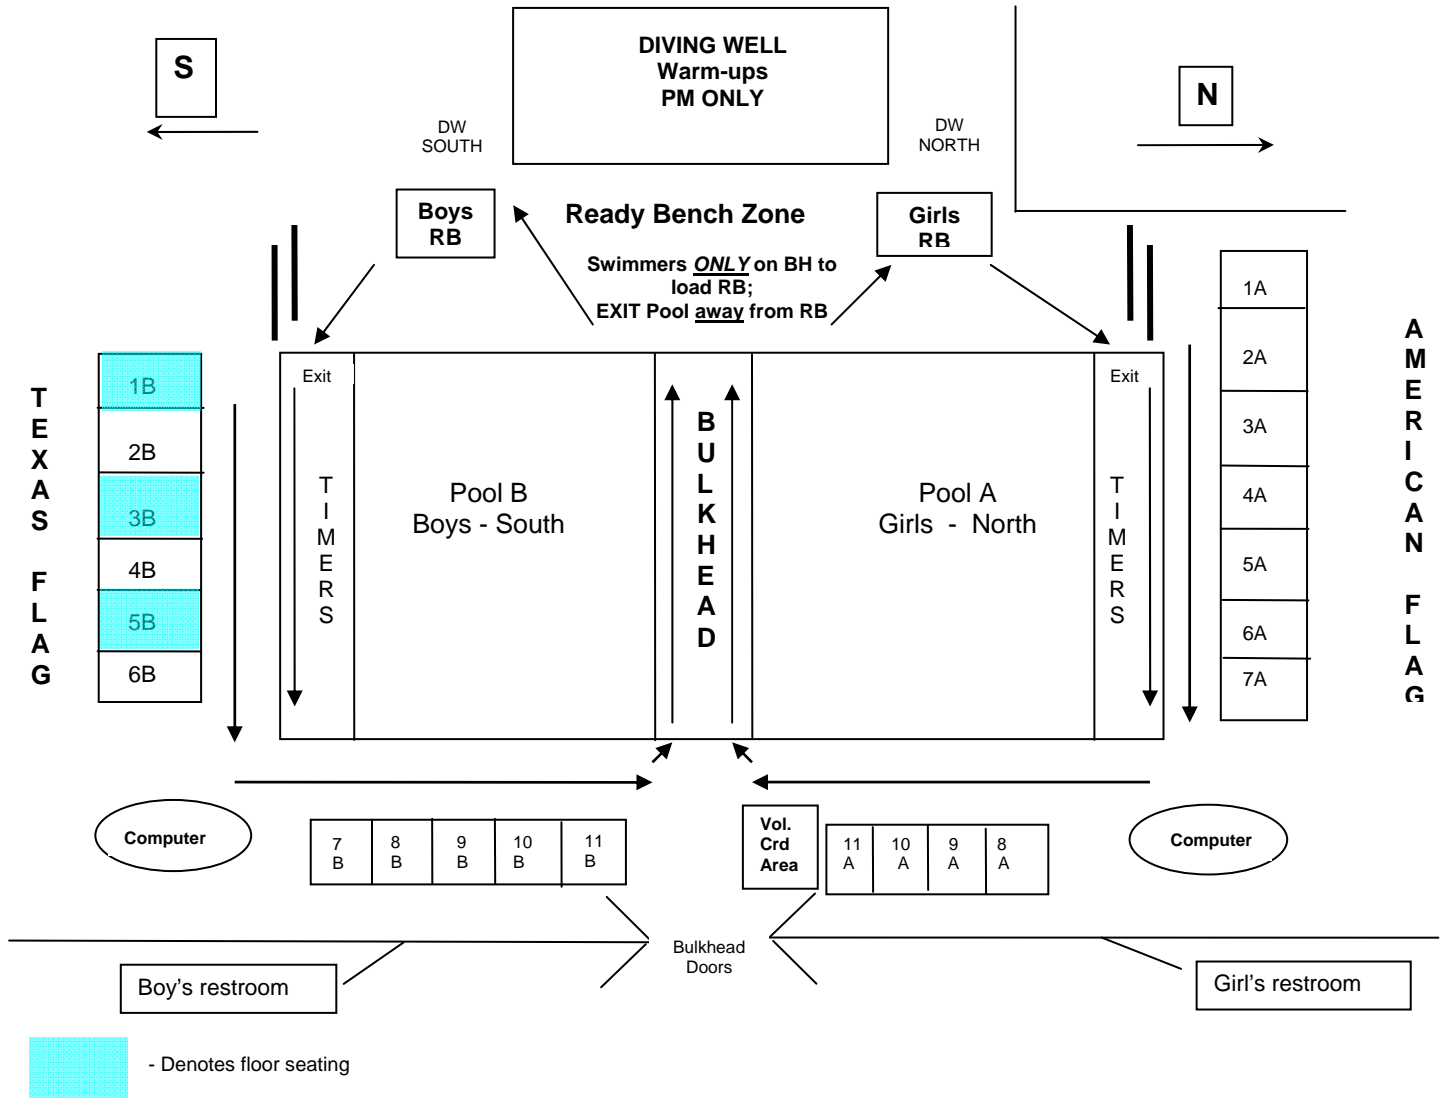 S
DIVING WELL
Warm-ups
PM ONLY
N
DW
SOUTH
DW
NORTH
Boys
RB
Ready Bench Zone
Girls
RB
Swimmers ONLY on BH to
load RB;
EXIT Pool away from RB
TEXAS FLAG
1B
2B
3B
4B
5B
6B
Exit
TIMERS
Pool B
Boys - South
BULKHEAD
Pool A
Girls - North
Exit
TIMERS
1A
2A
3A
4A
5A
6A
7A
AMERICAN FLAG
Computer
7 B
8 B
9 B
10 B
11 B
Vol.
Crd
Area
11 A
10 A
9 A
8 A
Computer
Bulkhead
Doors
Boy's restroom
Girl's restroom
- Denotes floor seating